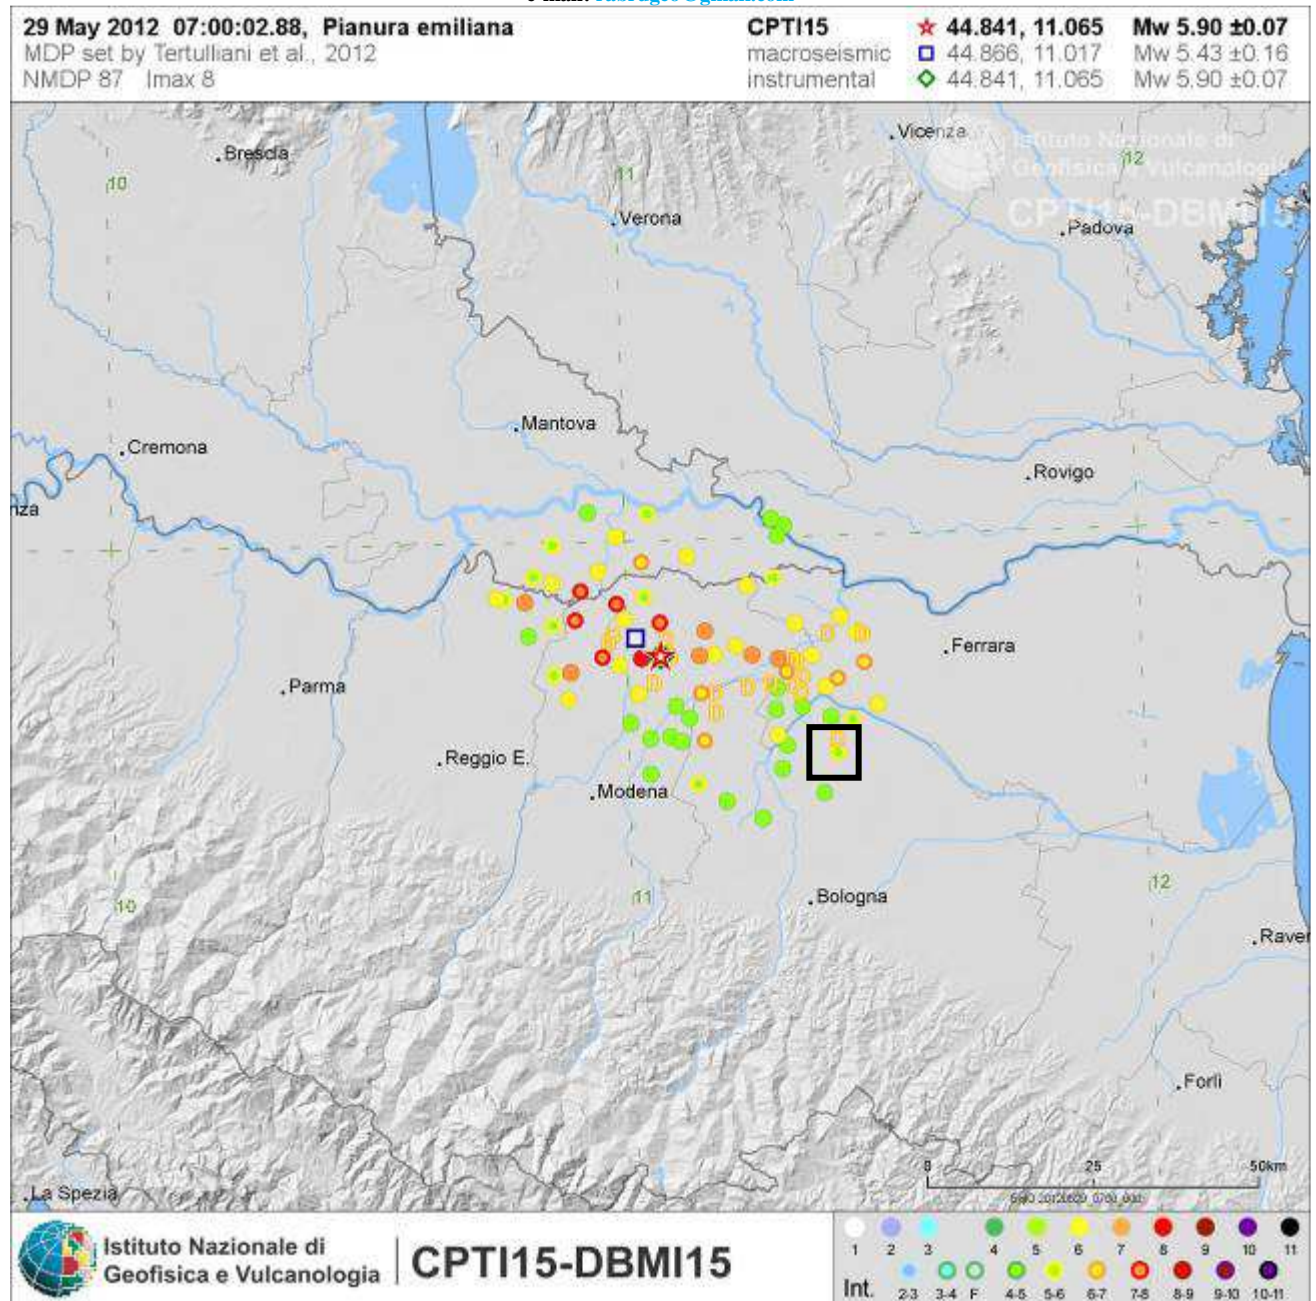 29 May 2012 07:00:02.88, Pianura emiliana
MDP set by Tertulliani et al., 2012
NMDP 87 Imax 8
CPTI15 44.841, 11.065 Mw 5.90 ±0.07
macroseismic 44.866, 11.017 Mw 5.43 ±0.16
instrumental 44.841, 11.065 Mw 5.90 ±0.07
Vicenza
Istituto Nazionale di
Geofisica e Vulcanologia
CPTI15-DBMI15
Brescia
10
11
12
Verona
Padova
Mantova
Cremona
Rovigo
nza
Ferrara
Parma
Reggio E.
Modena
10
11
12
Bologna
Raver
Forlì
La Spezia
0 25 50km
Istituto Nazionale di
Geofisica e Vulcanologia
CPTI15-DBMI15
1 2 3 4 5 6 7 8 9 10 11
Int. 2-3 3-4 F 4-5 5-6 6-7 7-8 8-9 9-10 10-11